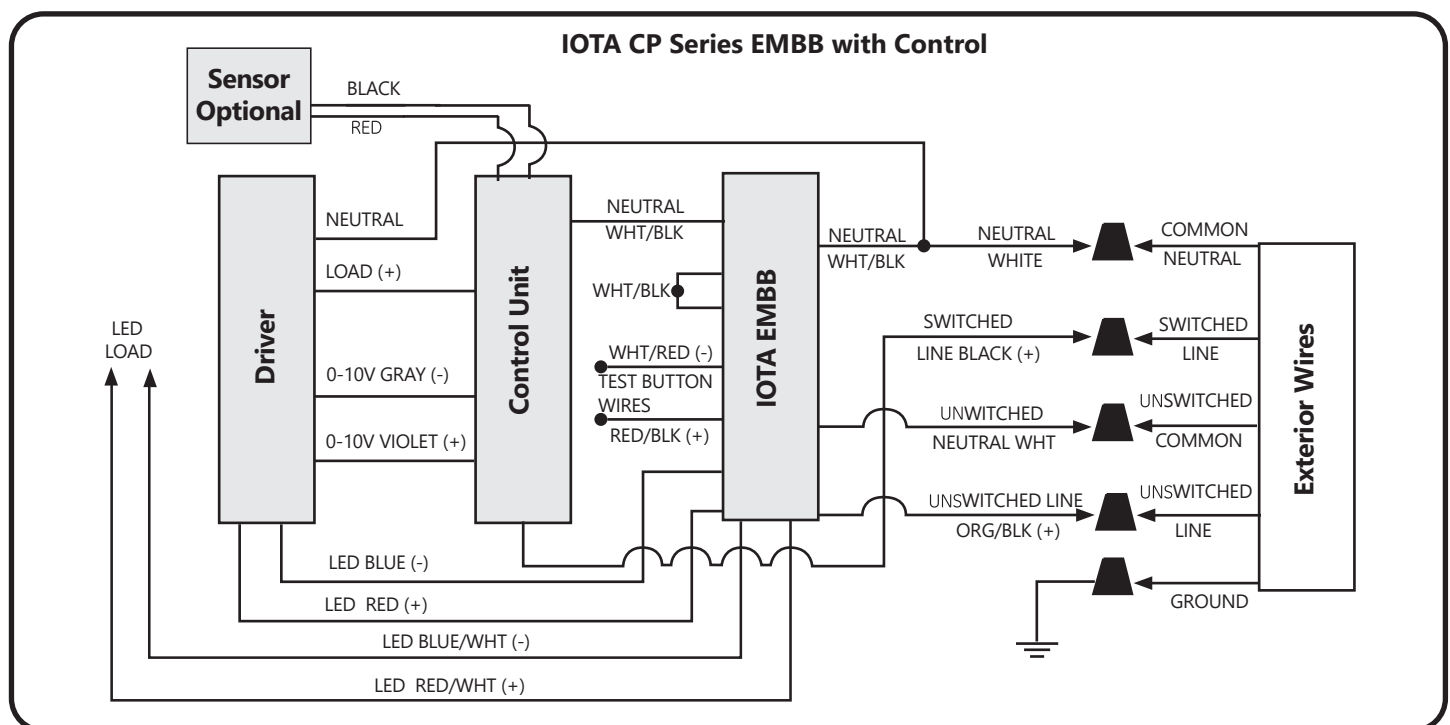 IOTA CP Series EMBB with Control
Sensor
Optional
BLACK
RED
Driver
NEUTRAL
LOAD (+)
0-10V GRAY (-)
0-10V VIOLET (+)
Control Unit
NEUTRAL
WHT/BLK
WHT/BLK
WHT/RED (-)
TEST BUTTON
WIRES
RED/BLK (+)
IOTA EMBB
NEUTRAL
WHT/BLK
NEUTRAL
WHITE
COMMON
NEUTRAL
SWITCHED
LINE BLACK (+)
SWITCHED
LINE
UNWITCHED
NEUTRAL WHT
UNSWITCHED
COMMON
UNSWITCHED LINE
ORG/BLK (+)
UNSWITCHED
LINE
GROUND
Exterior Wires
LED
LOAD
LED BLUE (-)
LED RED (+)
LED BLUE/WHT (-)
LED RED/WHT (+)